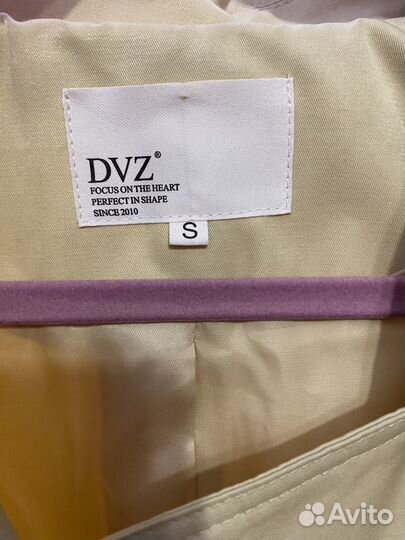 DVZ®
FOCUS ON THE HEART
PERFECT IN SHAPE
SINCE 2010
S
Avito